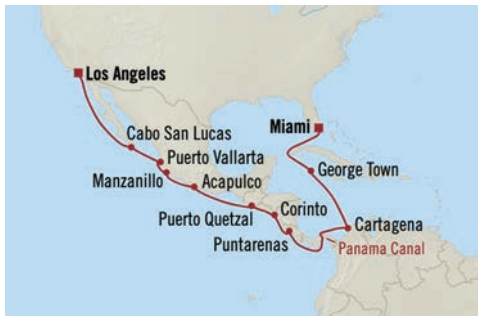 Los Angeles
Miami
Cabo San Lucas
Puerto Vallarta
George Town
Manzanillo
Acapulco
Puerto Quetzal
Corinto
Cartagena
Puntarenas
Panama Canal